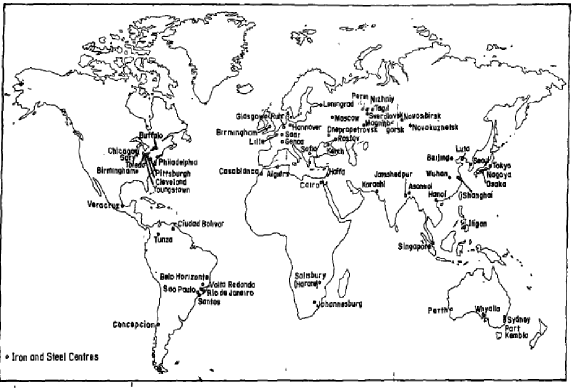 Leningrad
Perm
Nizhniy
Tagil
Glasgow
Ruhr
Moscow
Sverdlovsk
Novosibirsk
Birmingham
Hannover
Magnitogorsk
Novokuznetsk
Dnepropetrovsk
Lille
Saar
Rostov
Genoa
Sofia
Kerch
Buffalo
Chicago
Gary
Toledo
Philadelpha
Birmingham
Pittsburgh
Cleveland
Youngstown
Casablanca
Algiers
Haifa
Cairo
Karachi
Jamshedpur
Asansol
Beijing
Luta
Seoul
Tokyo
Wuhan
Nagoya
Osaka
Shanghai
Hanoi
Veracruz
Ciudad Bolivar
Tunza
Iligan
Singapore
Belo Horizonte
Volta Redonda
Sao Paulo
Rio de Janeiro
Santos
Salisbury
(Harare)
Johannesburg
Concepcion
Perth
Whyalla
Sydney
Port
Kembla
• Iron and Steel Centres